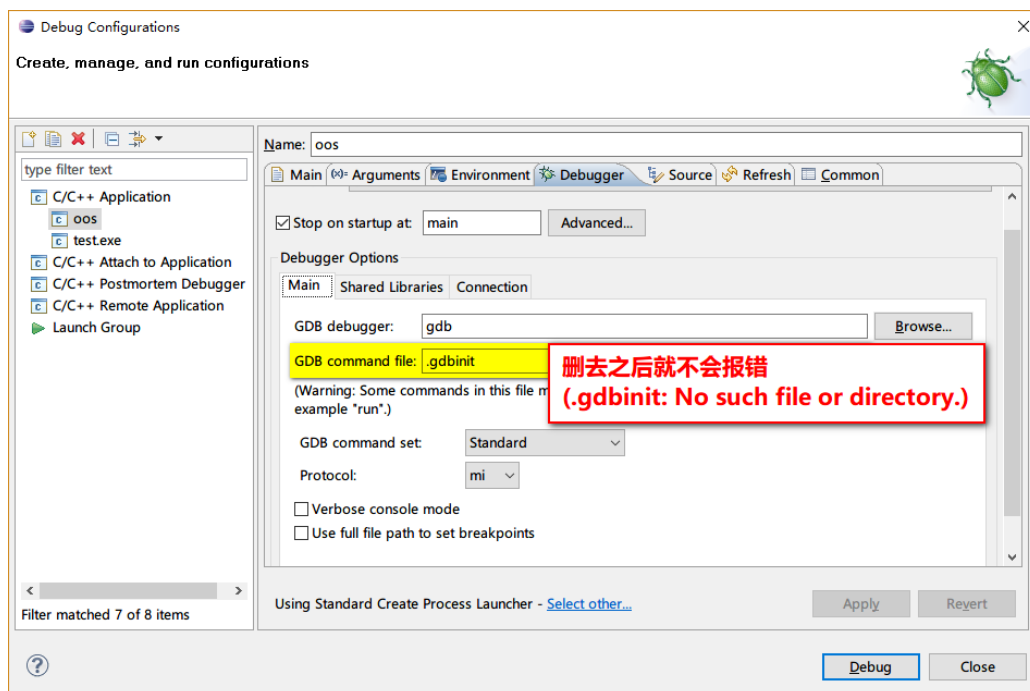 Debug Configurations
Create, manage, and run configurations
type filter text
C/C++ Application
oos
test.exe
C/C++ Attach to Application
C/C++ Postmortem Debugger
C/C++ Remote Application
Launch Group
Filter matched 7 of 8 items
Name: oos
Main (x)= Arguments Environment Debugger Source Refresh Common
Stop on startup at: main Advanced...
Debugger Options
Main Shared Libraries Connection
GDB debugger: gdb Browse...
GDB command file: .gdbinit
删去之后就不会报错
(.gdbinit: No such file or directory.)
(Warning: Some commands in this file m
example "run".)
GDB command set: Standard
Protocol: mi
Verbose console mode
Use full file path to set breakpoints
Using Standard Create Process Launcher - Select other...
Apply Revert
Debug Close